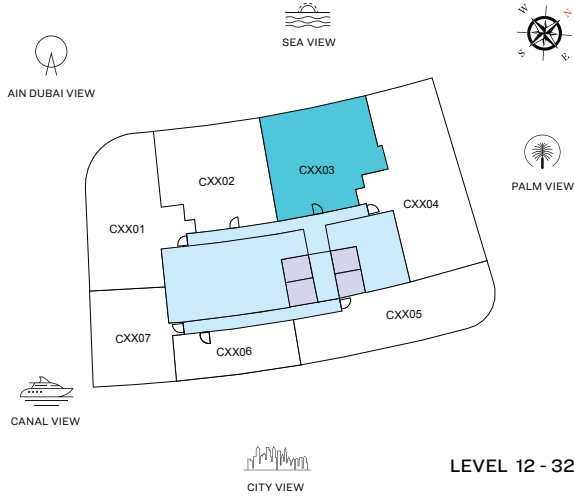 SEA VIEW
W
N
S
E
AIN DUBAI VIEW
PALM VIEW
CXX03
CXX02
CXX04
CXX01
CXX05
CXX07
CXX06
CANAL VIEW
CITY VIEW
LEVEL 12 - 32